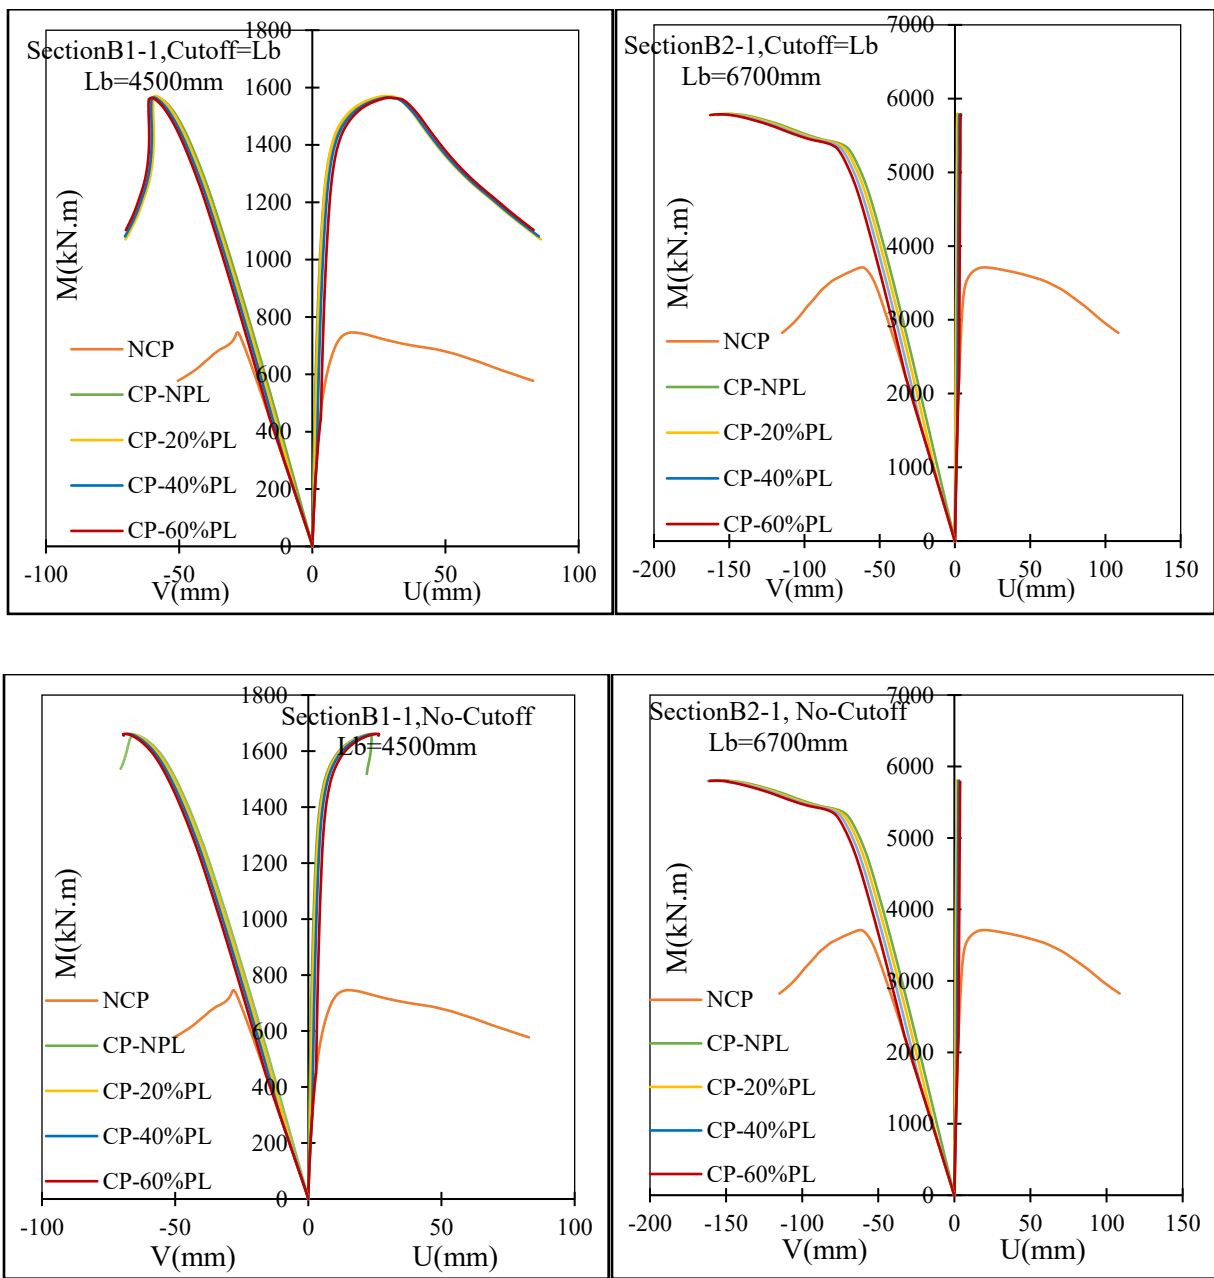 SectionB1-1,Cutoff=Lb
Lb=4500mm
1800
1600
1400
1200
1000
800
600
400
200
0
M(kN.m)
NCP
CP-NPL
CP-20%PL
CP-40%PL
CP-60%PL
-100 -50 0 50 100
V(mm) U(mm)
SectionB2-1,Cutoff=Lb
Lb=6700mm
7000
6000
5000
4000
3000
2000
1000
0
M(kN.m)
NCP
CP-NPL
CP-20%PL
CP-40%PL
CP-60%PL
-200 -150 -100 -50 0 50 100 150
V(mm) U(mm)
SectionB1-1,No-Cutoff
Lb=4500mm
1800
1600
1400
1200
1000
800
600
400
200
0
M(kN.m)
NCP
CP-NPL
CP-20%PL
CP-40%PL
CP-60%PL
-100 -50 0 50 100
V(mm) U(mm)
SectionB2-1, No-Cutoff
Lb=6700mm
7000
6000
5000
4000
3000
2000
1000
0
M(kN.m)
NCP
CP-NPL
CP-20%PL
CP-40%PL
CP-60%PL
-200 -150 -100 -50 0 50 100 150
V(mm) U(mm)